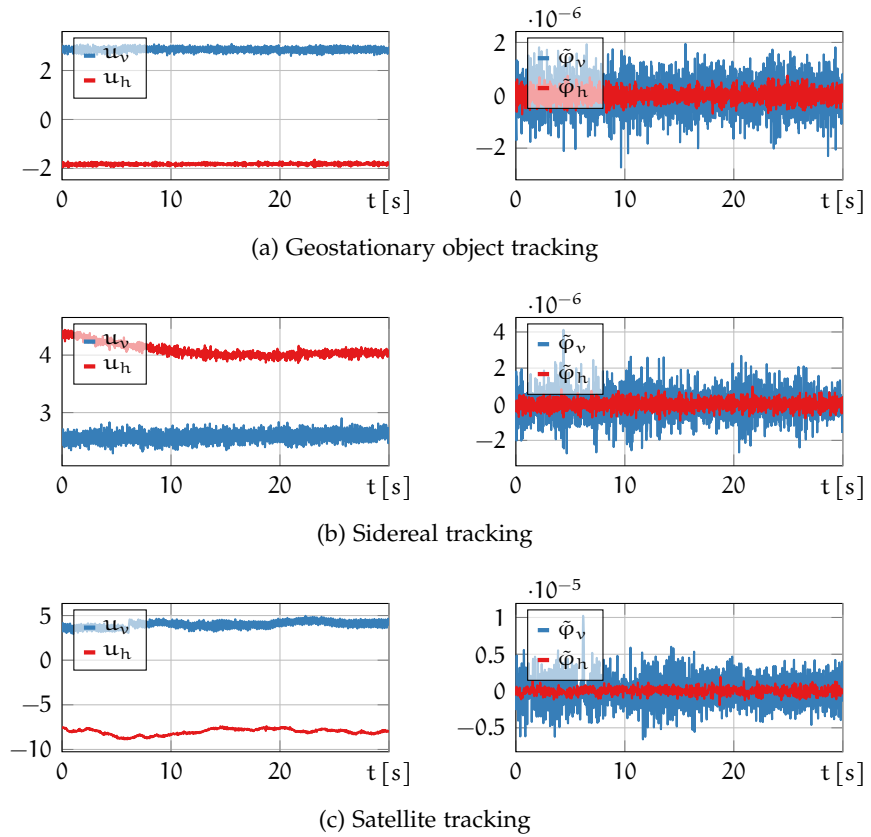 ·10⁻⁶
2
0
−2
u_v
u_h
0 10 20 t [s]
2
0
−2
φ̃_v
φ̃_h
0 10 20 t [s]
(a) Geostationary object tracking
·10⁻⁶
4
3
u_v
u_h
0 10 20 t [s]
4
2
0
−2
φ̃_v
φ̃_h
0 10 20 t [s]
(b) Sidereal tracking
·10⁻⁵
5
0
−5
−10
u_v
u_h
0 10 20 t [s]
1
0.5
0
−0.5
φ̃_v
φ̃_h
0 10 20 t [s]
(c) Satellite tracking